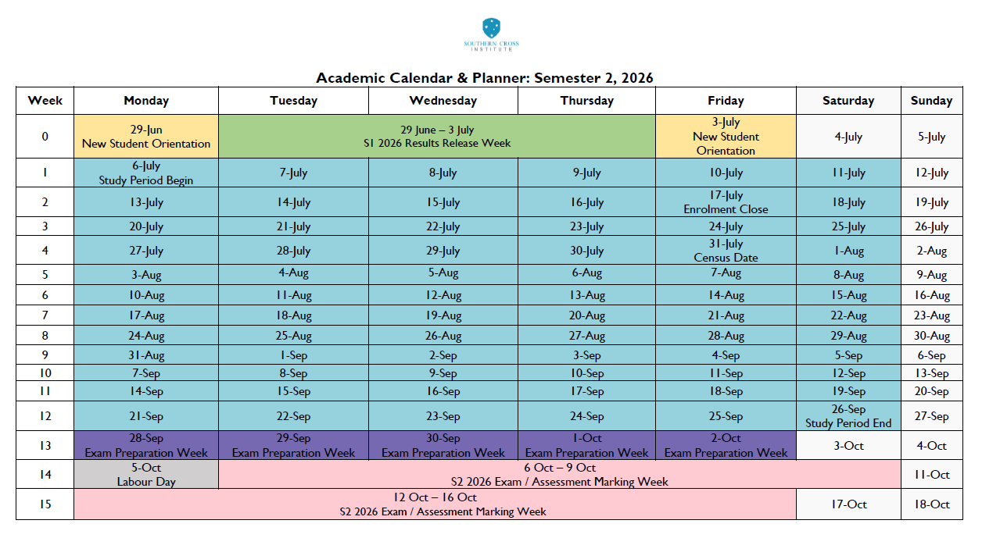 SOUTHERN CROSS
INSTITUTE
Academic Calendar & Planner: Semester 2, 2026
Week Monday Tuesday Wednesday Thursday Friday Saturday Sunday
0 29-Jun New Student Orientation 29 June – 3 July S1 2026 Results Release Week 3-July New Student Orientation 4-July 5-July
1 6-July Study Period Begin 7-July 8-July 9-July 10-July 11-July 12-July
2 13-July 14-July 15-July 16-July 17-July Enrolment Close 18-July 19-July
3 20-July 21-July 22-July 23-July 24-July 25-July 26-July
4 27-July 28-July 29-July 30-July 31-July Census Date 1-Aug 2-Aug
5 3-Aug 4-Aug 5-Aug 6-Aug 7-Aug 8-Aug 9-Aug
6 10-Aug 11-Aug 12-Aug 13-Aug 14-Aug 15-Aug 16-Aug
7 17-Aug 18-Aug 19-Aug 20-Aug 21-Aug 22-Aug 23-Aug
8 24-Aug 25-Aug 26-Aug 27-Aug 28-Aug 29-Aug 30-Aug
9 31-Aug 1-Sep 2-Sep 3-Sep 4-Sep 5-Sep 6-Sep
10 7-Sep 8-Sep 9-Sep 10-Sep 11-Sep 12-Sep 13-Sep
11 14-Sep 15-Sep 16-Sep 17-Sep 18-Sep 19-Sep 20-Sep
12 21-Sep 22-Sep 23-Sep 24-Sep 25-Sep 26-Sep Study Period End 27-Sep
13 28-Sep Exam Preparation Week 29-Sep Exam Preparation Week 30-Sep Exam Preparation Week 1-Oct Exam Preparation Week 2-Oct Exam Preparation Week 3-Oct 4-Oct
14 5-Oct Labour Day 6 Oct – 9 Oct S2 2026 Exam / Assessment Marking Week 11-Oct
15 12 Oct – 16 Oct S2 2026 Exam / Assessment Marking Week 17-Oct 18-Oct